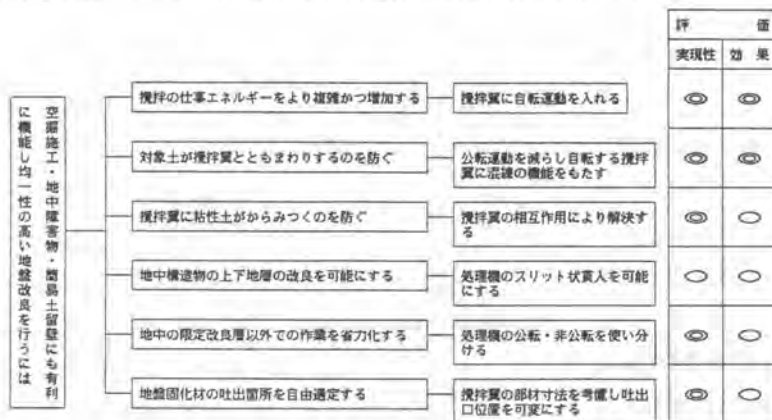 評 価
実現性 効 果
空掘施工・地中障害物・簡易土留壁にも有利
に機能し均一性の高い地盤改良を行うには
攪拌の仕事エネルギーをより複雑かつ増加する
攪拌翼に自転運動を入れる
◎ ◎
対象土が攪拌翼とともまわりするのを防ぐ
公転運動を減らし自転する攪拌
翼に混練の機能をもたす
◎ ◎
攪拌翼に粘性土がからみつくのを防ぐ
攪拌翼の相互作用により解決す
る
◎ ○
地中構造物の上下地層の改良を可能にする
処理機のスリット状貫入を可能
にする
○ ○
地中の限定改良層以外での作業を省力化する
処理機の公転・非公転を使い分
ける
◎ ○
地盤固化材の吐出箇所を自由選定する
攪拌翼の部材寸法を考慮し吐出
口位置を可変にする
◎ ○